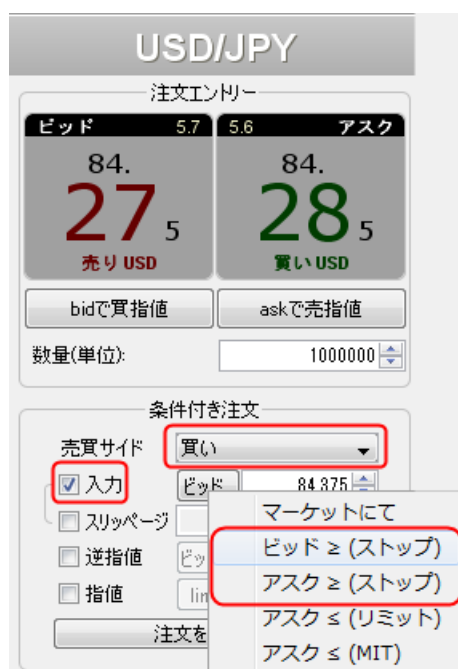 USD/JPY
注文エントリー
ビッド 5.7 5.6 アスク
84. 84.
27 5 28 5
売り USD 買い USD
bidで買指値 askで売指値
数量(単位): 1000000
条件付き注文
売買サイド 買い
入力 ビッド 84.375
スリッページ マーケットにて
逆指値 ビッド ≥ (ストップ)
指値 lim アスク ≥ (ストップ)
アスク ≤ (リミット)
注文を アスク ≤ (MIT)